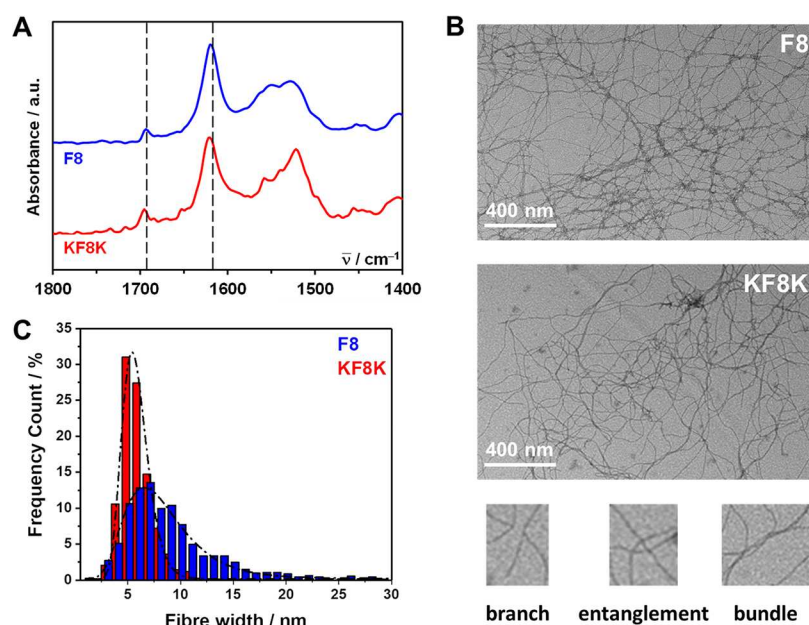 A
Absorbance / a.u.
F8
KF8K
ν̅ / cm⁻¹
1800 1700 1600 1500 1400
B
F8
400 nm
KF8K
400 nm
branch entanglement bundle
C
F8
KF8K
Frequency Count / %
35
30
25
20
15
10
5
0
5 10 15 20 25 30
Fibre width / nm